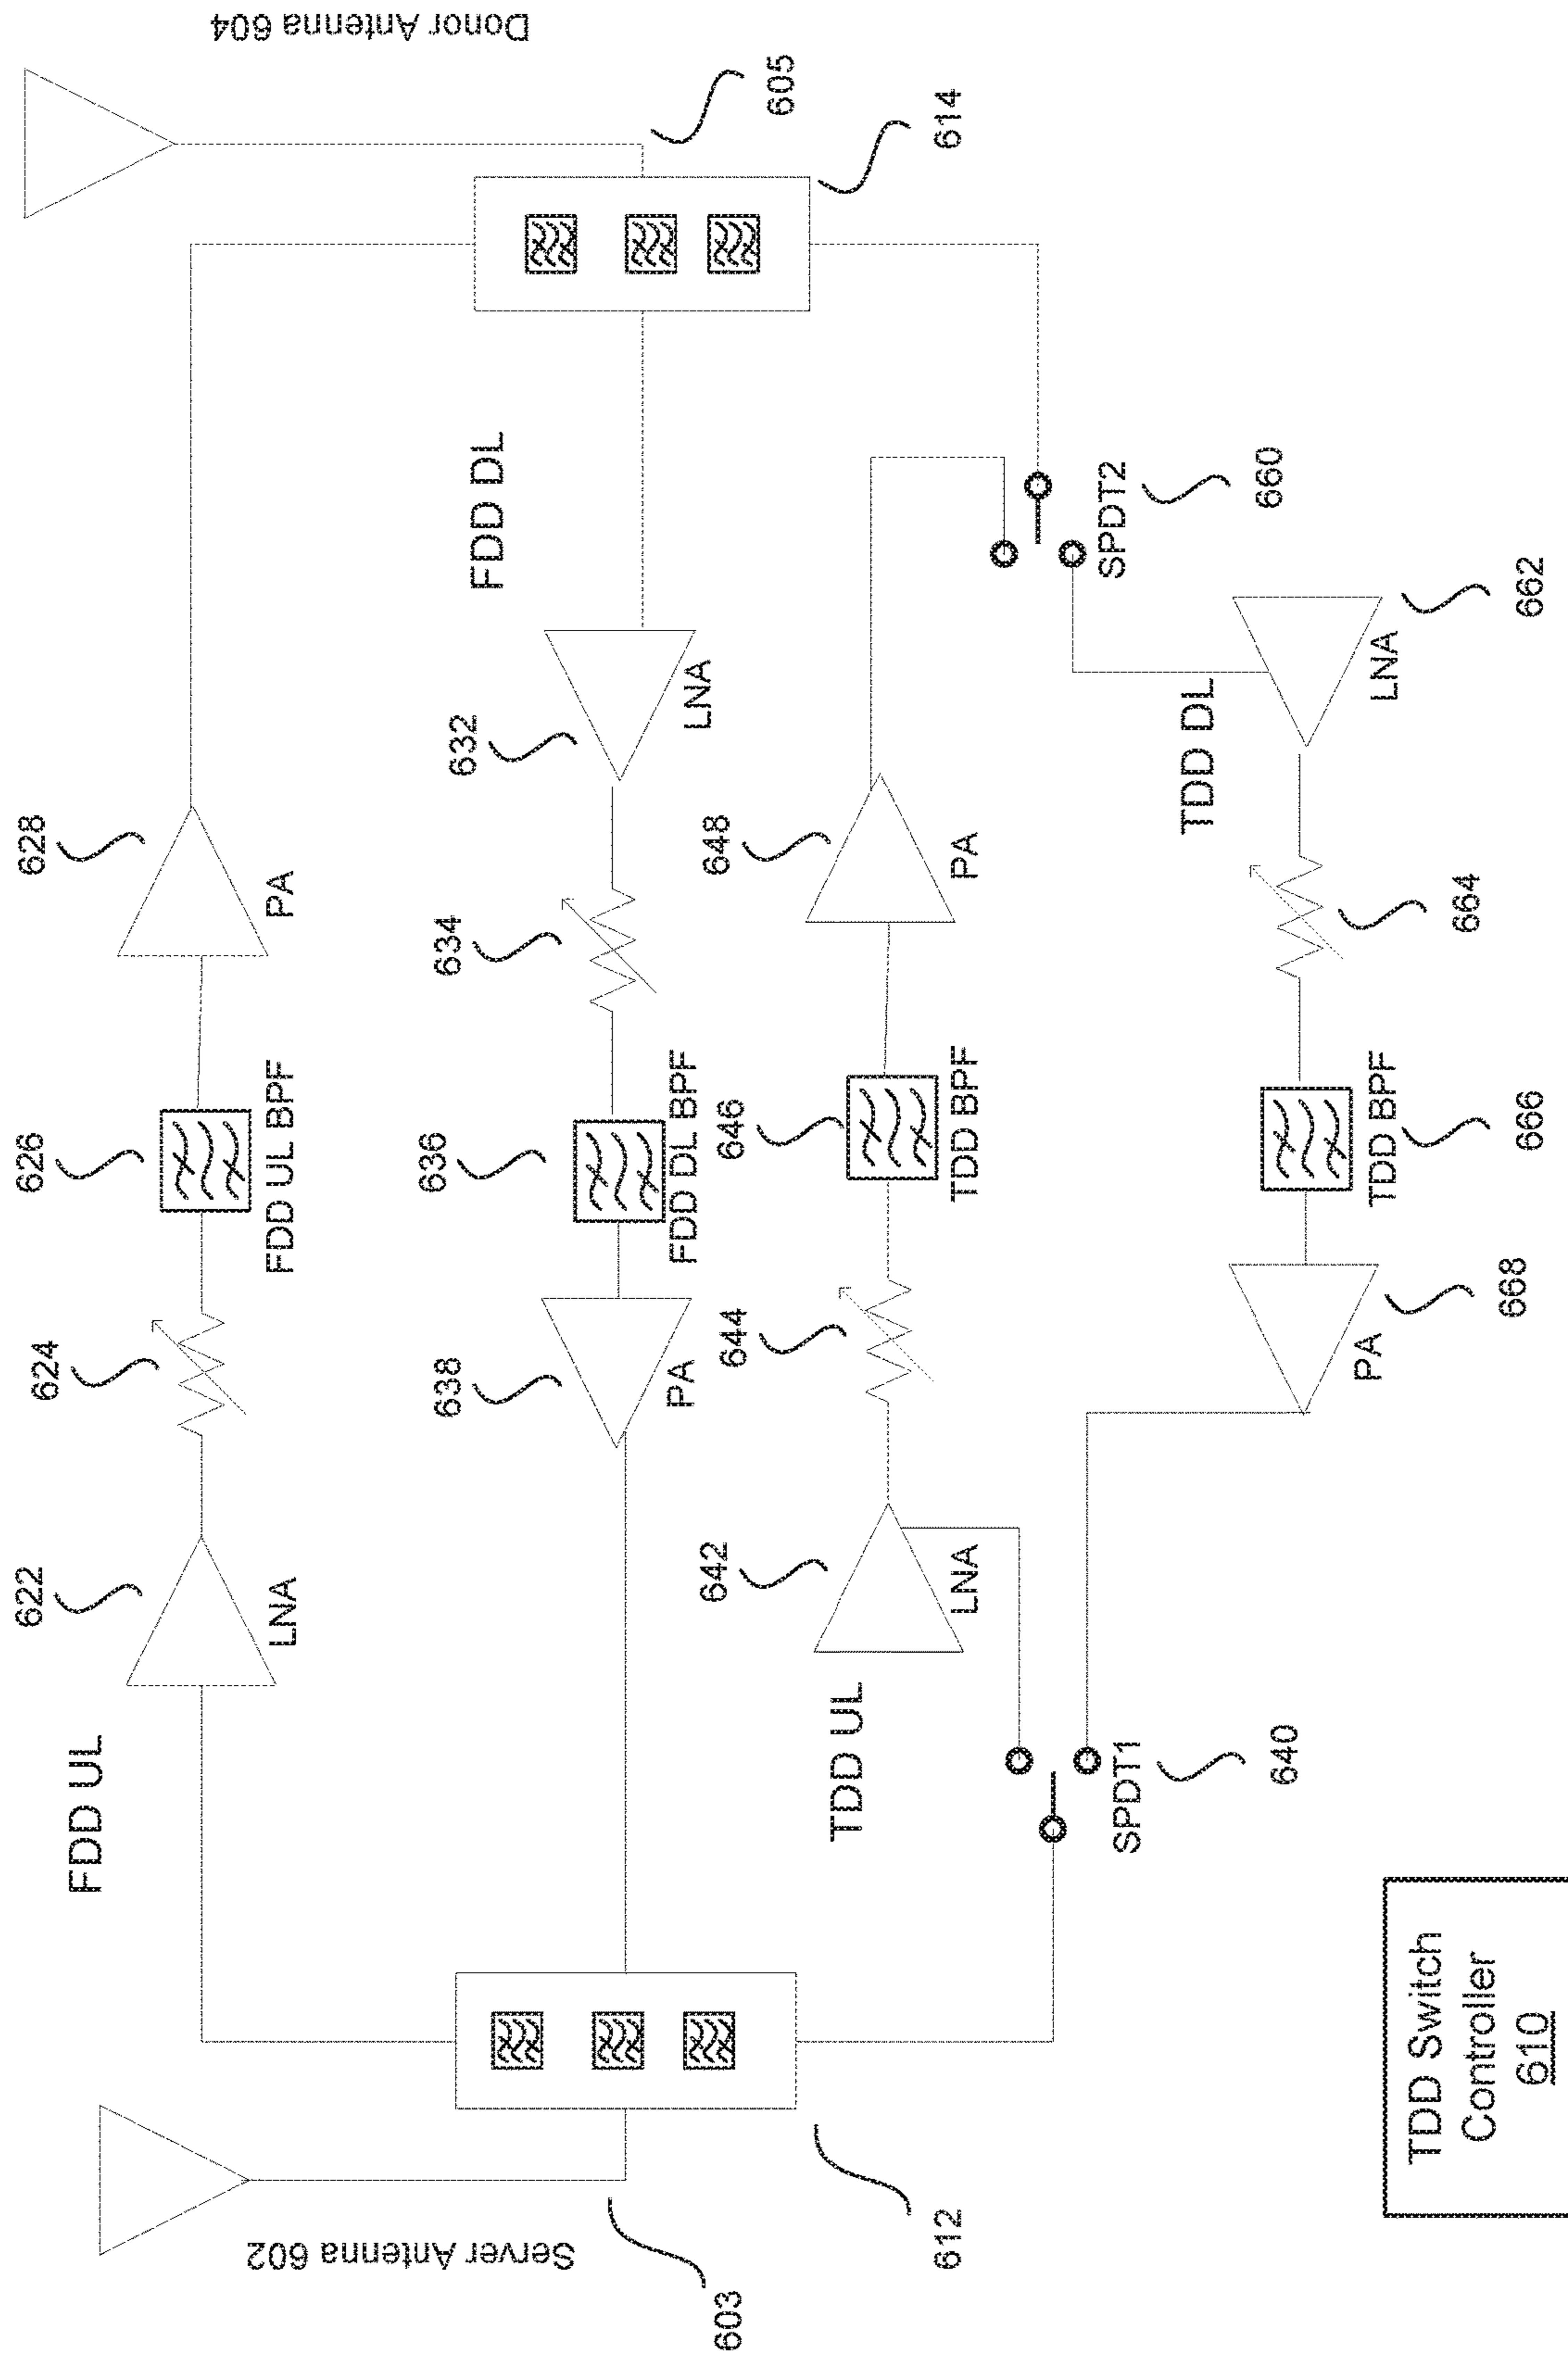 Server Antenna 602
603
612
Donor Antenna 604
605
614
FDD UL
622
LNA
624
626
FDD UL BPF
628
PA
FDD DL
632
LNA
634
636
FDD DL BPF
638
PA
TDD UL
642
LNA
644
646
TDD BPF
648
PA
SPDT1
640
SPDT2
660
TDD DL
662
LNA
664
666
TDD BPF
668
PA
TDD Switch
Controller
610